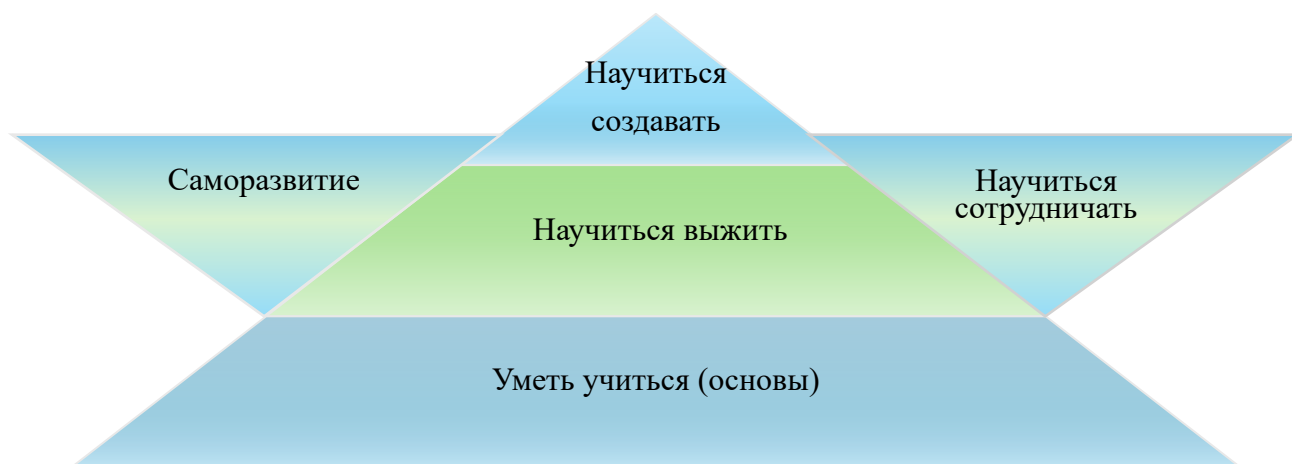 Научиться
создавать
Саморазвитие
Научиться
сотрудничать
Научиться выжить
Уметь учиться (основы)